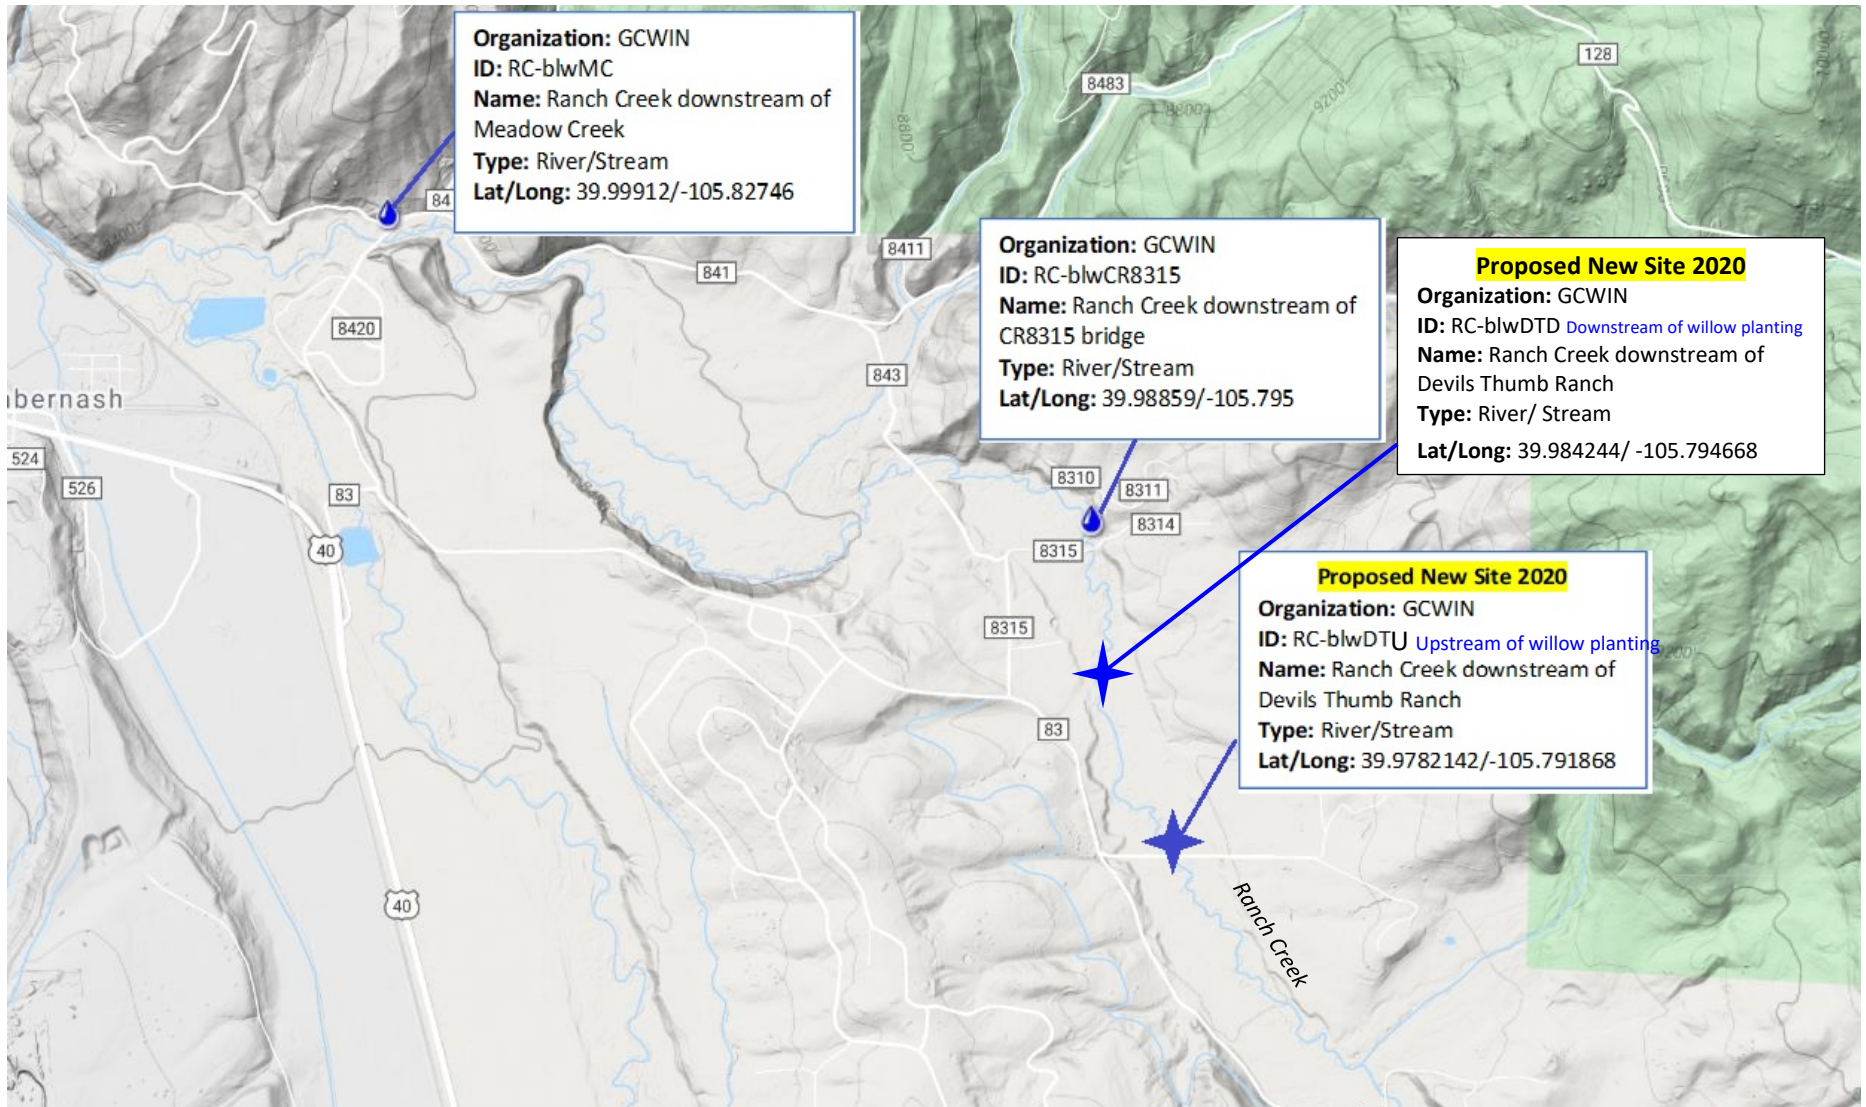 Organization: GCWIN
ID: RC-blwMC
Name: Ranch Creek downstream of
Meadow Creek
Type: River/Stream
Lat/Long: 39.99912/-105.82746
128
8483
8800
9200
84
8411
841
Organization: GCWIN
ID: RC-blwCR8315
Name: Ranch Creek downstream of
CR8315 bridge
Type: River/Stream
Lat/Long: 39.98859/-105.795
Proposed New Site 2020
Organization: GCWIN
ID: RC-blwDTD Downstream of willow planting
Name: Ranch Creek downstream of
Devils Thumb Ranch
Type: River/ Stream
Lat/Long: 39.984244/ -105.794668
8420
843
bernash
524
526
83
40
8310
8311
8314
8315
8315
Proposed New Site 2020
Organization: GCWIN
ID: RC-blwDTU Upstream of willow planting
Name: Ranch Creek downstream of
Devils Thumb Ranch
Type: River/Stream
Lat/Long: 39.9782142/-105.791868
83
40
Ranch Creek